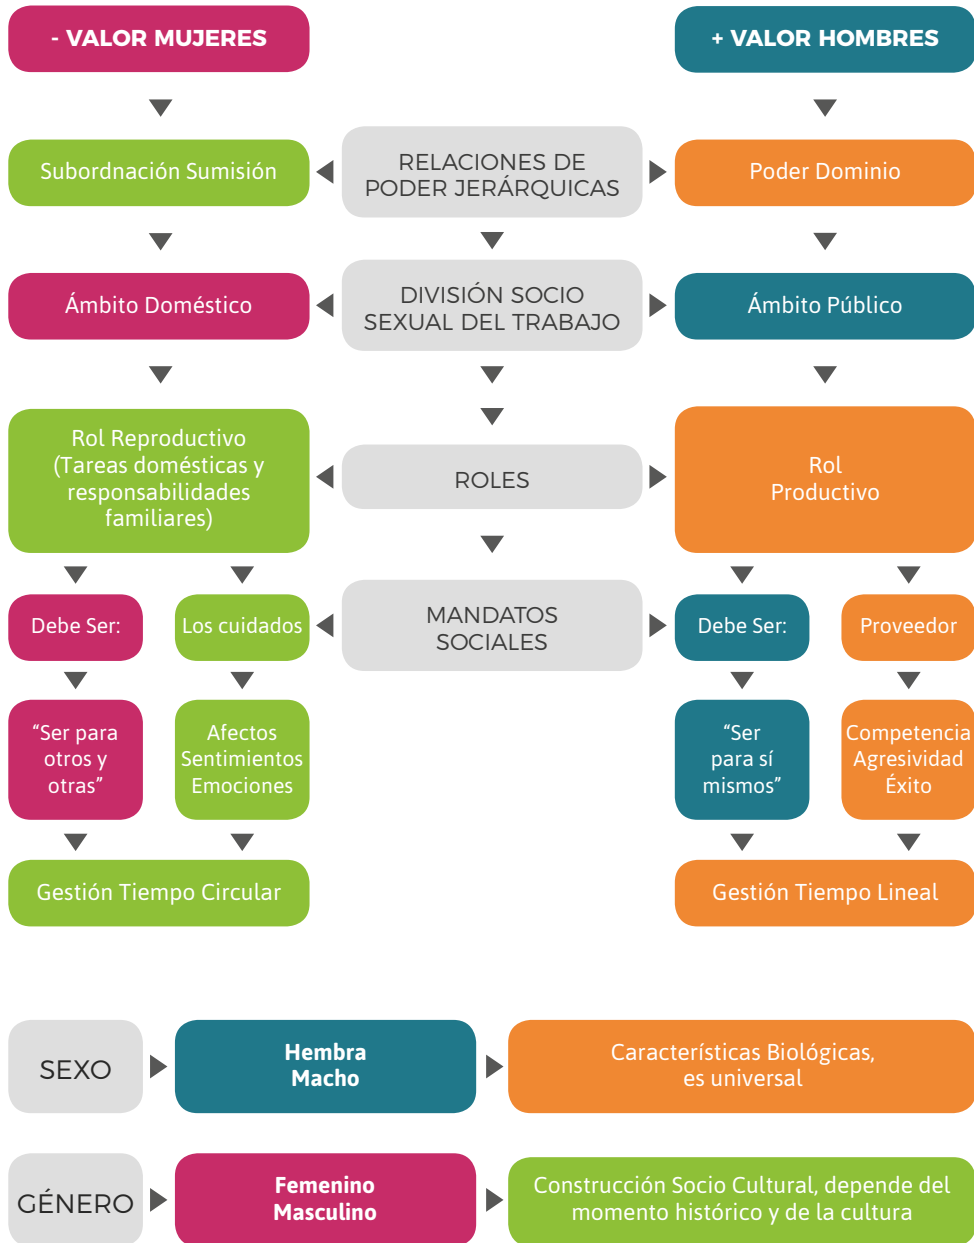 - VALOR MUJERES
+ VALOR HOMBRES
Subordnación Sumisión
RELACIONES DE
PODER JERÁRQUICAS
Poder Dominio
Ámbito Doméstico
DIVISIÓN SOCIO
SEXUAL DEL TRABAJO
Ámbito Público
Rol Reproductivo
(Tareas domésticas y
responsabilidades
familiares)
ROLES
Rol
Productivo
Debe Ser:
Los cuidados
MANDATOS
SOCIALES
Debe Ser:
Proveedor
“Ser para
otros y
otras”
Afectos
Sentimientos
Emociones
“Ser
para sí
mismos”
Competencia
Agresividad
Éxito
Gestión Tiempo Circular
Gestión Tiempo Lineal
SEXO
Hembra
Macho
Características Biológicas,
es universal
GÉNERO
Femenino
Masculino
Construcción Socio Cultural, depende del
momento histórico y de la cultura